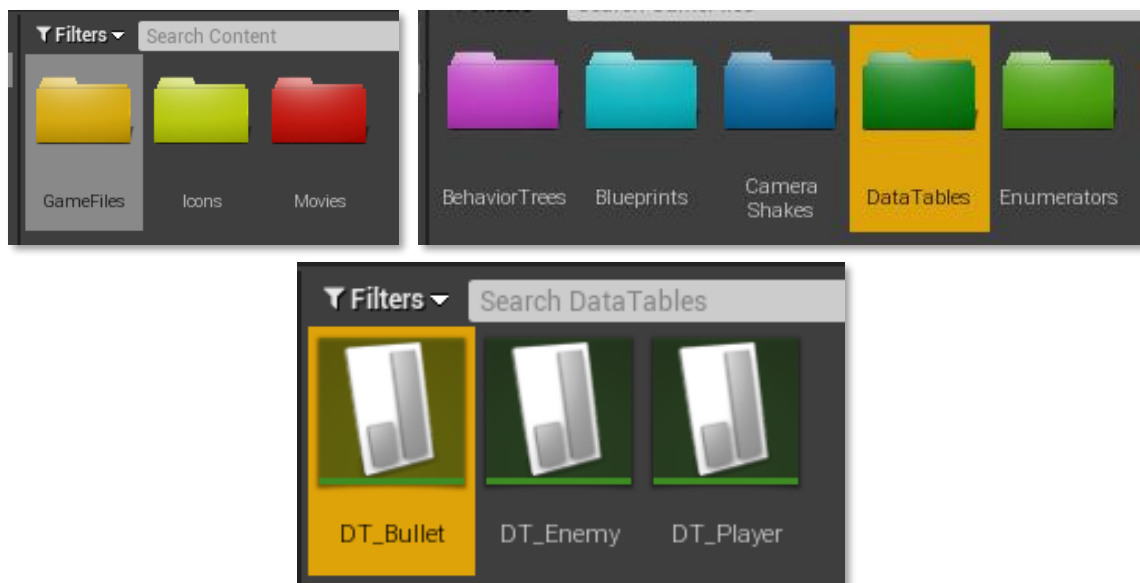 Filters
Search Content
GameFiles
Icons
Movies
BehaviorTrees
Blueprints
Camera
Shakes
DataTables
Enumerators
Filters
Search DataTables
DT_Bullet
DT_Enemy
DT_Player